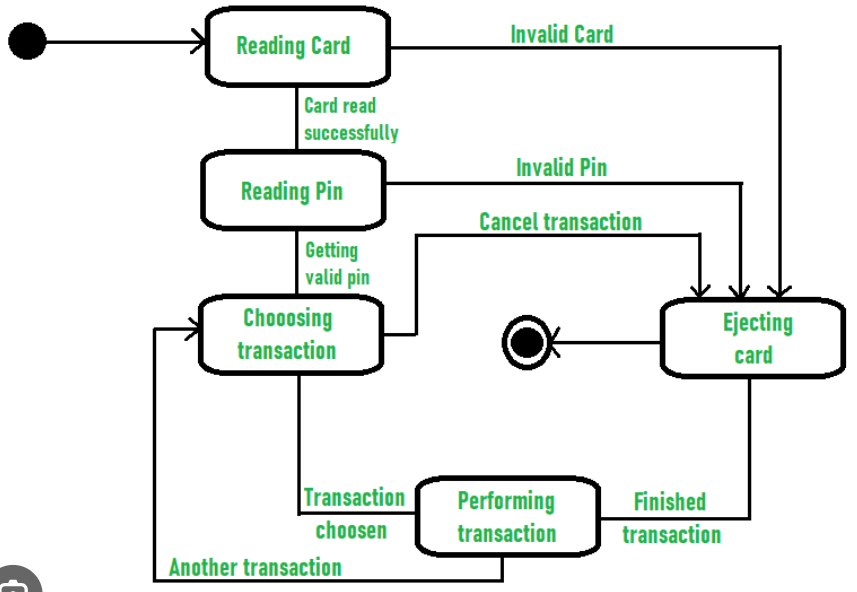 Reading Card
Invalid Card
Card read
successfully
Reading Pin
Invalid Pin
Cancel transaction
Getting
valid pin
Chooosing
transaction
Ejecting
card
Transaction
choosen
Performing
transaction
Finished
transaction
Another transaction